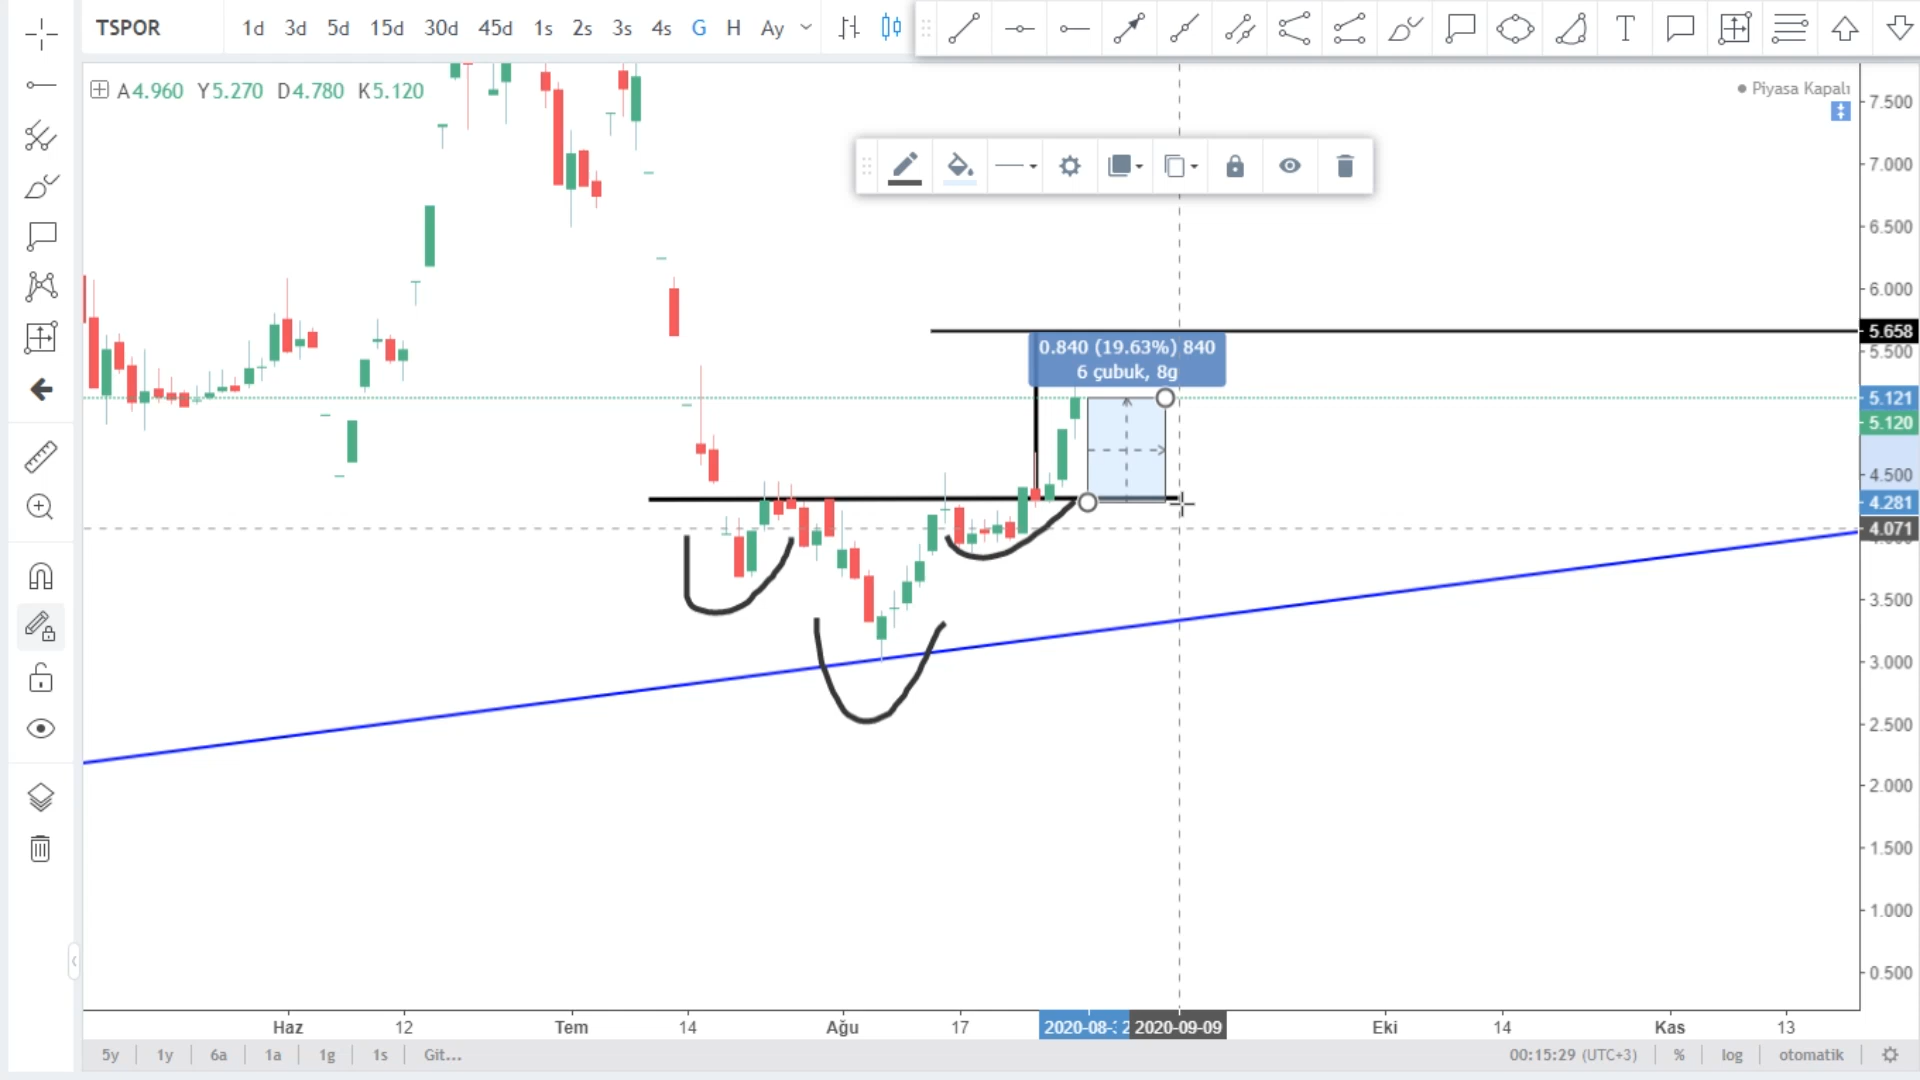 TSPOR 1d 3d 5d 15d 30d 45d 1s 2s 3s 4s G H Ay
A4.960 Y5.270 D4.780 K5.120
Piyasa Kapalı
7.500
7.000
6.500
6.000
5.658
5.500
0.840 (19.63%) 840
6 çubuk, 8g
5.121
5.120
4.500
4.281
4.071
3.500
3.000
2.500
2.000
1.500
1.000
0.500
Haz 12 Tem 14 Ağu 17 2020-08- 2 2020-09-09 Eki 14 Kas 13
5y 1y 6a 1a 1g 1s Git... 00:15:29 (UTC+3) % log otomatik